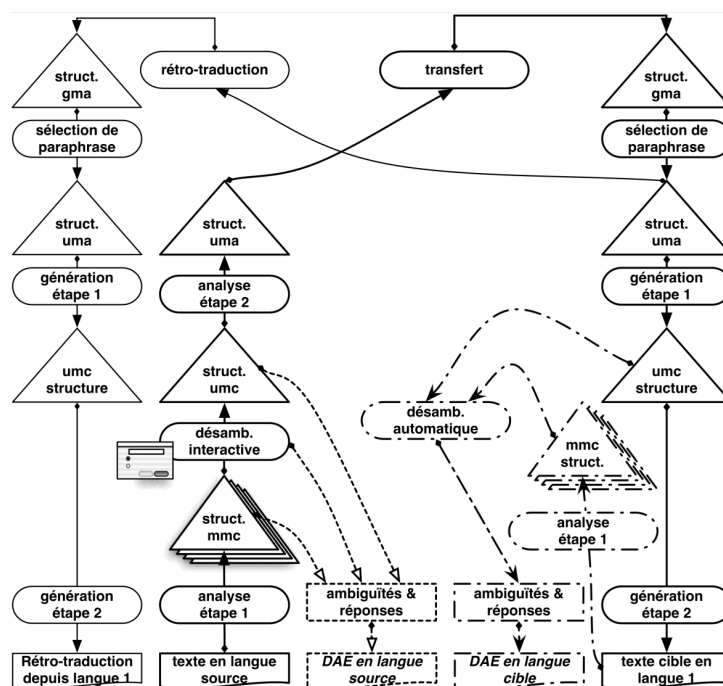 struct.
gma
rétro-traduction
transfert
struct.
gma
sélection de
paraphrase
sélection de
paraphrase
struct.
uma
struct.
uma
struct.
uma
génération
étape 1
analyse
étape 2
génération
étape 1
umc
structure
struct.
umc
umc
structure
désamb.
interactive
désamb.
automatique
mmc
struct.
struct.
mmc
analyse
étape 1
génération
étape 2
analyse
étape 1
ambiguïtés &
réponses
ambiguïtés &
réponses
génération
étape 2
Rétro-traduction
depuis langue 1
texte en langue
source
DAE en langue
source
DAE en langue
cible
texte cible en
langue 1